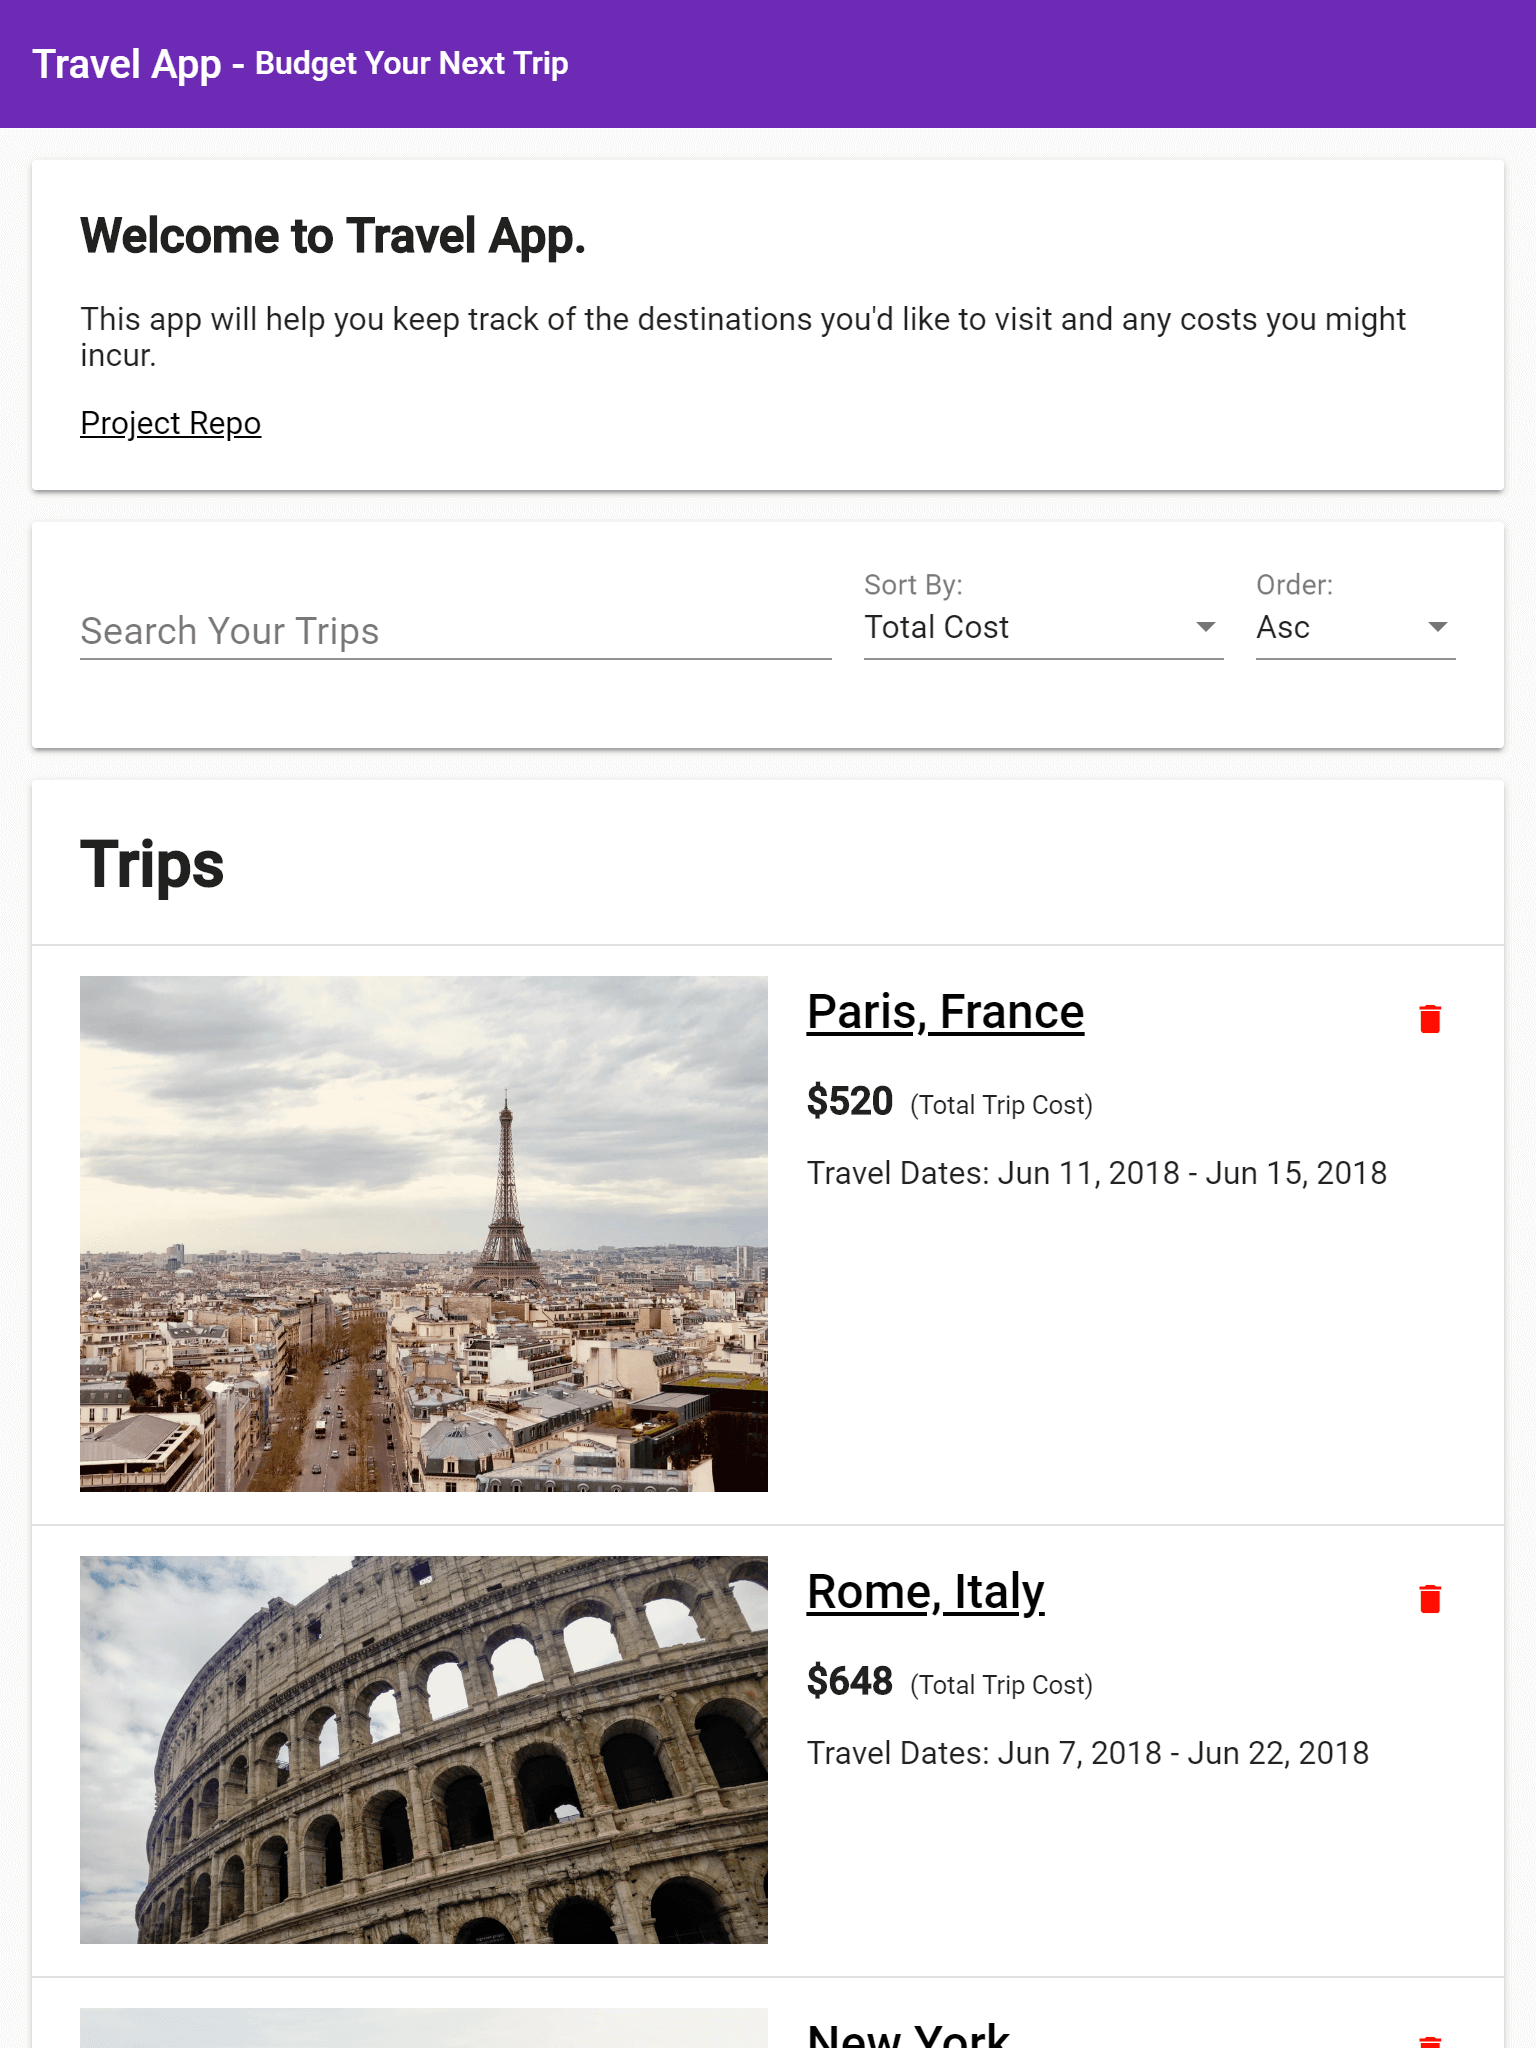 Travel App - Budget Your Next Trip
Welcome to Travel App.
This app will help you keep track of the destinations you'd like to visit and any costs you might
incur.
Project Repo
Sort By:
Order:
Search Your Trips
Total Cost
Asc
Trips
Paris, France
$520 (Total Trip Cost)
Travel Dates: Jun 11, 2018 - Jun 15, 2018
Rome, Italy
$648 (Total Trip Cost)
Travel Dates: Jun 7, 2018 - Jun 22, 2018
New York